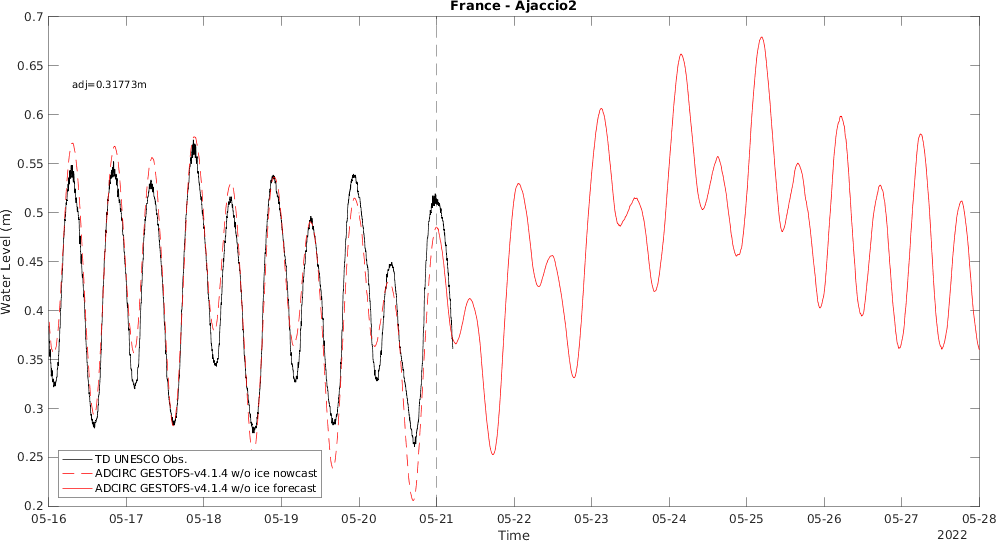 France - Ajaccio2
0.7
0.65
0.6
0.55
0.5
0.45
0.4
0.35
0.3
0.25
0.2
Water Level (m)
adj=0.31773m
TD UNESCO Obs.
ADCIRC GESTOFS-v4.1.4 w/o ice nowcast
ADCIRC GESTOFS-v4.1.4 w/o ice forecast
05-16 05-17 05-18 05-19 05-20 05-21 05-22 05-23 05-24 05-25 05-26 05-27 05-28
Time
2022